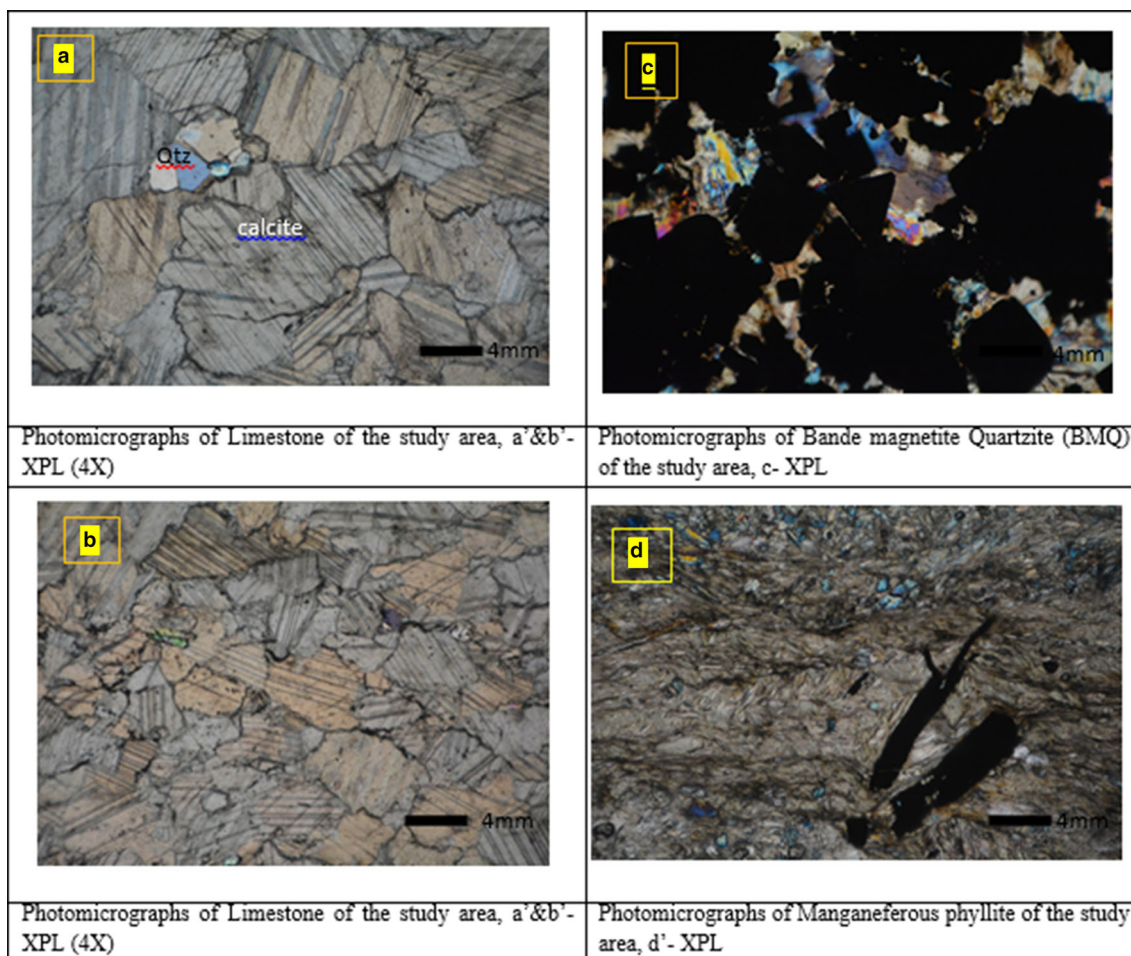 a
Qtz
calcite
4mm
c
4mm
Photomicrographs of Limestone of the study area, a’&b’-
XPL (4X)
Photomicrographs of Bande magnetite Quartzite (BMQ)
of the study area, c- XPL
b
4mm
d
4mm
Photomicrographs of Limestone of the study area, a’&b’-
XPL (4X)
Photomicrographs of Manganeferous phyllite of the study
area, d’- XPL